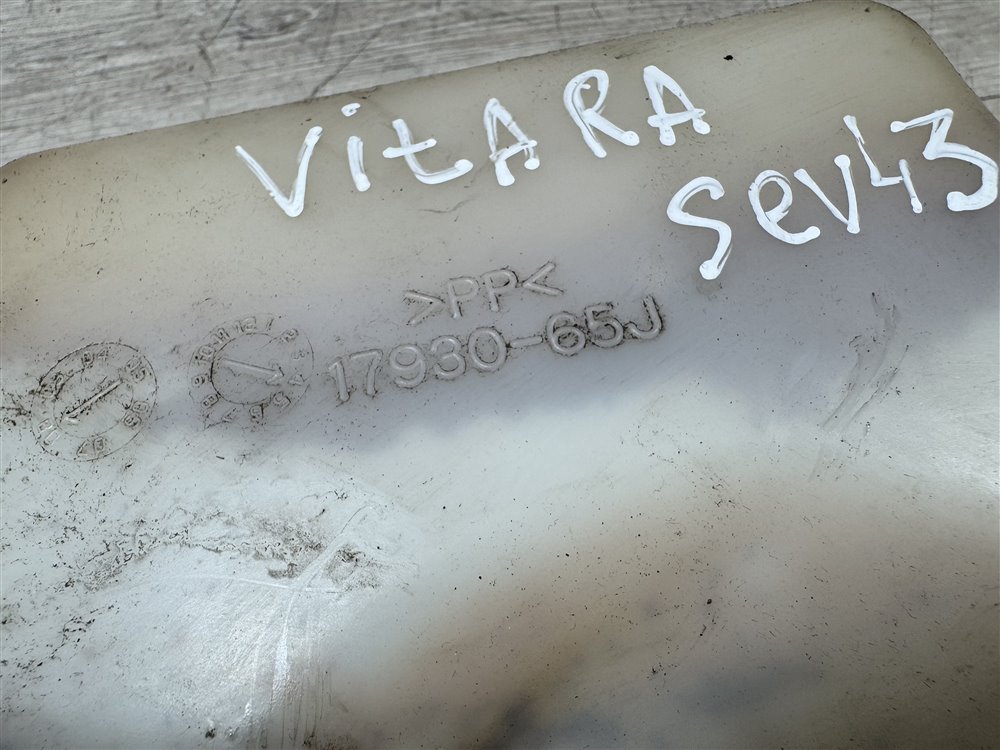 VitARA
Sev43
>PP<
17930-65J